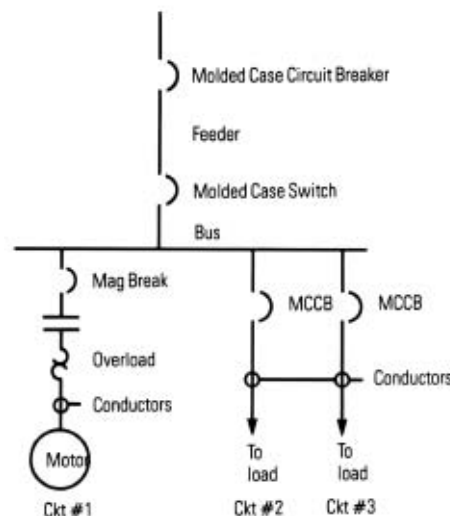 Molded Case Circuit Breaker
Feeder
Molded Case Switch
Bus
Mag Break
MCCB
MCCB
Overload
Conductors
Conductors
Motor
To
load
To
load
Ckt #1
Ckt #2
Ckt #3